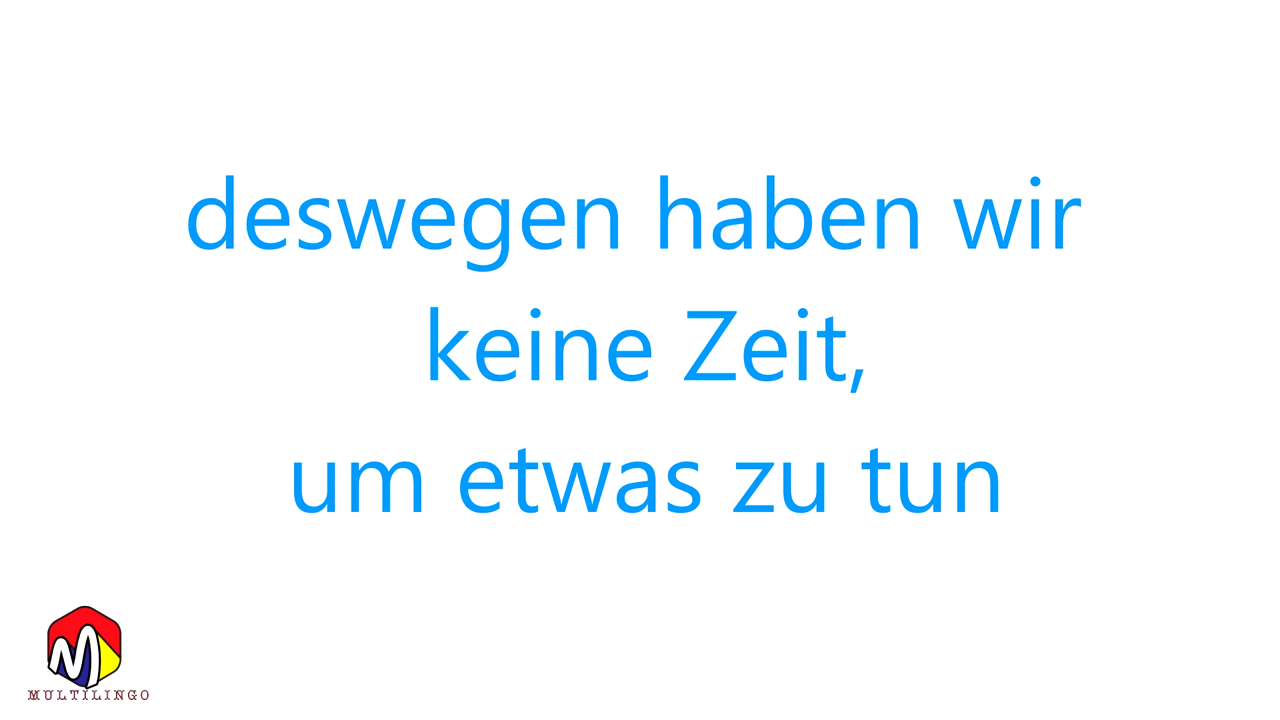 deswegen haben wir
keine Zeit,
um etwas zu tun
MULTILINGO